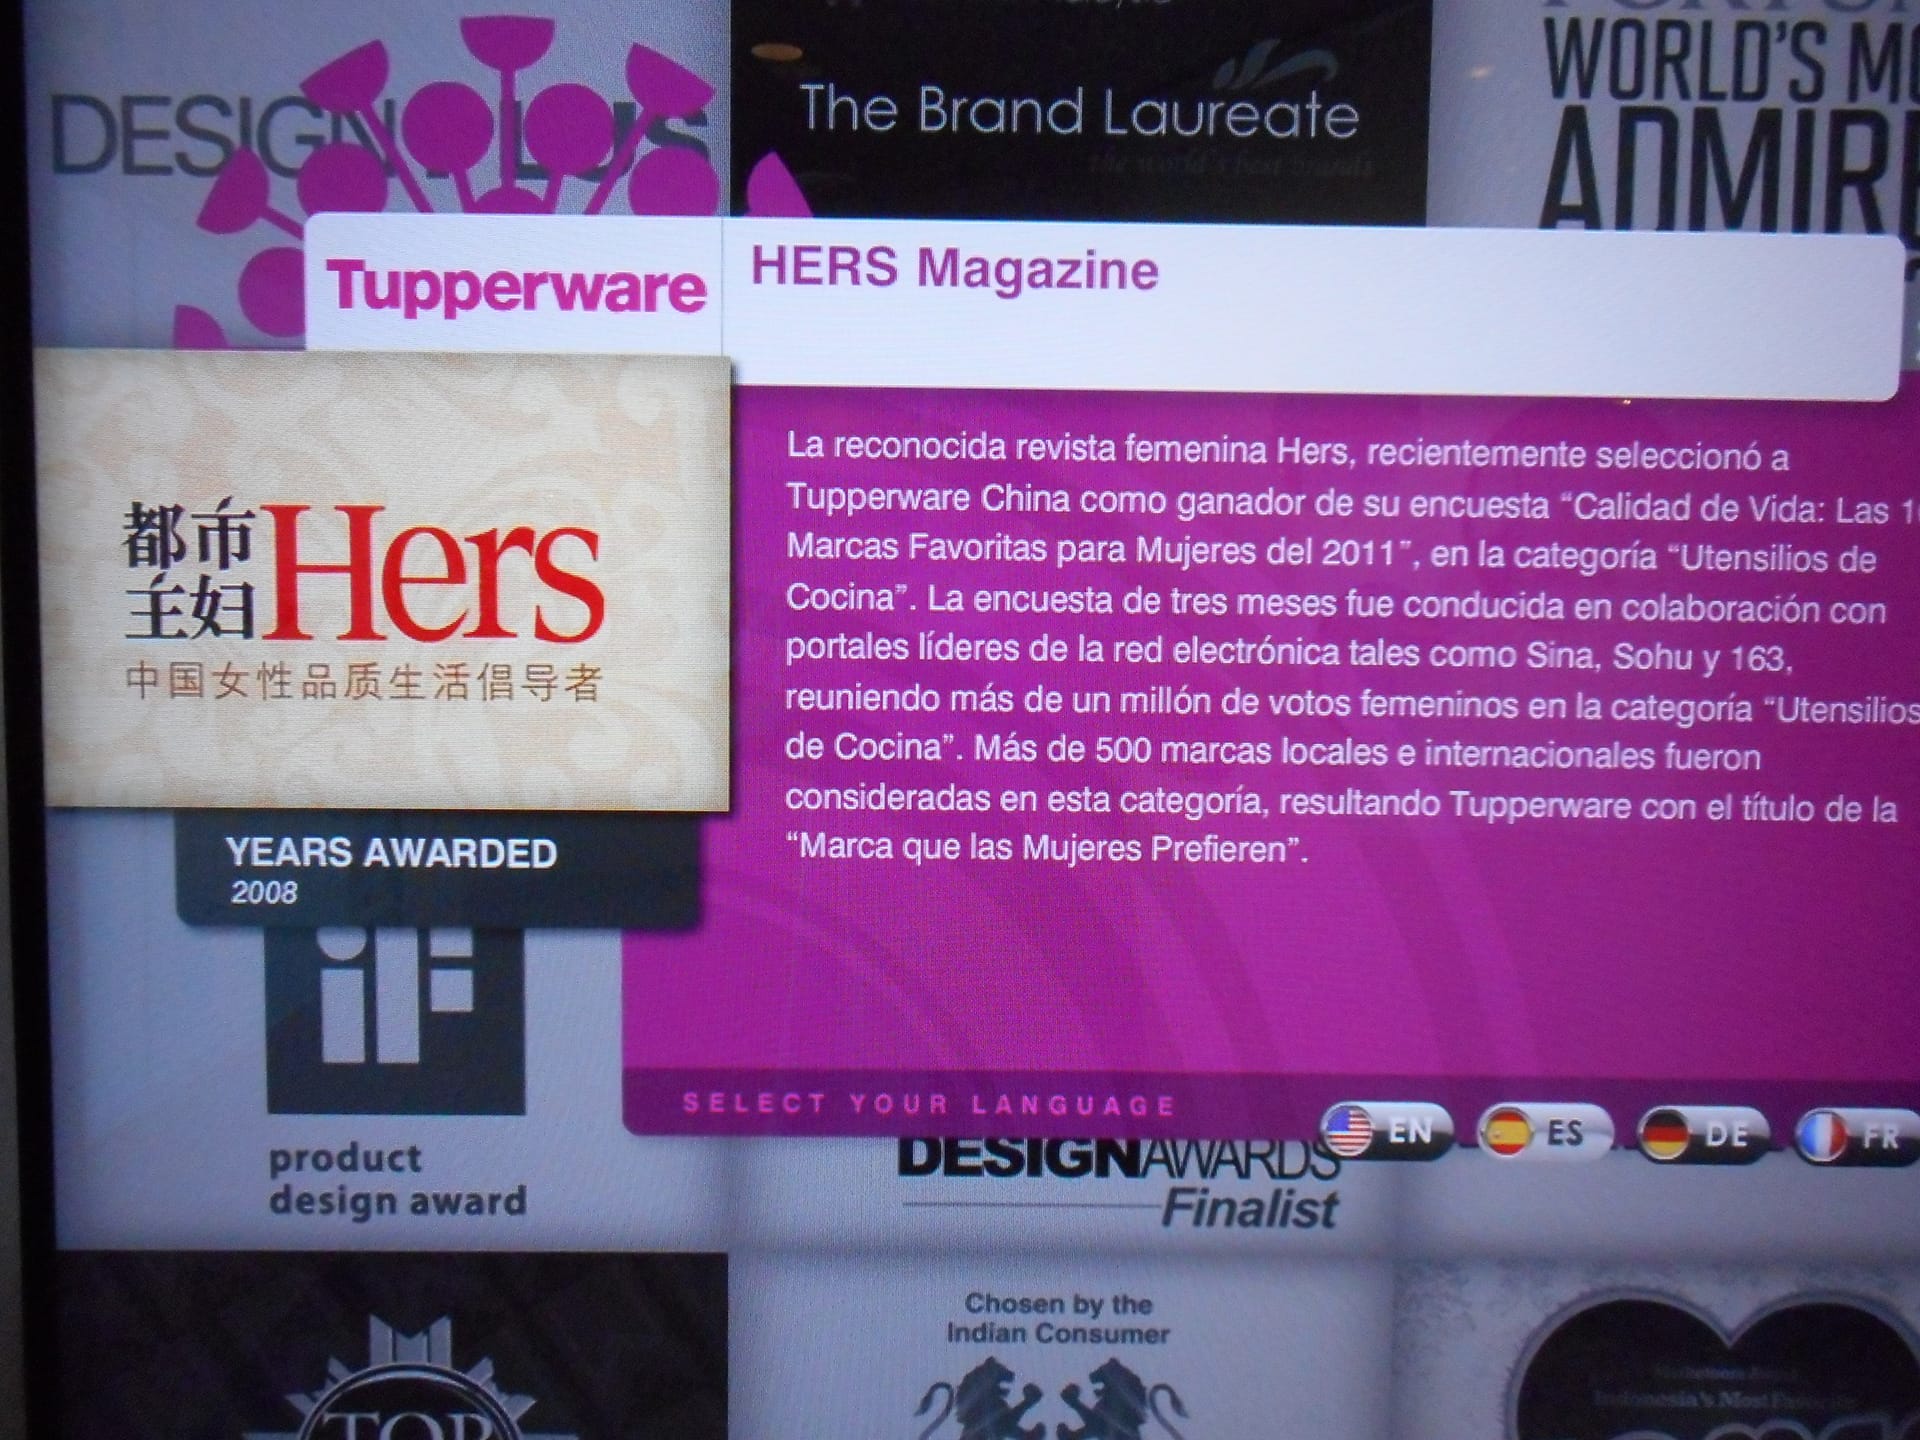 DESIGN PLUS
The Brand Laureate
the world's best brands
WORLD'S
ADMIRE
Tupperware
HERS Magazine
都市
主妇
Hers
中国女性品质生活倡导者
YEARS AWARDED
2008
La reconocida revista femenina Hers, recientemente seleccionó a
Tupperware China como ganador de su encuesta “Calidad de Vida: Las
Marcas Favoritas para Mujeres del 2011”, en la categoría “Utensilios de
Cocina”. La encuesta de tres meses fue conducida en colaboración con
portales líderes de la red electrónica tales como Sina, Sohu y 163,
reuniendo más de un millón de votos femeninos en la categoría “Utensilios
de Cocina”. Más de 500 marcas locales e internacionales fueron
consideradas en esta categoría, resultando Tupperware con el título de la
“Marca que las Mujeres Prefieren”.
SELECT YOUR LANGUAGE
EN
ES
DE
FR
iF
product
design award
DESIGNAWARDS
Finalist
TOP
Chosen by the
Indian Consumer
Indonesia's Most Favorite